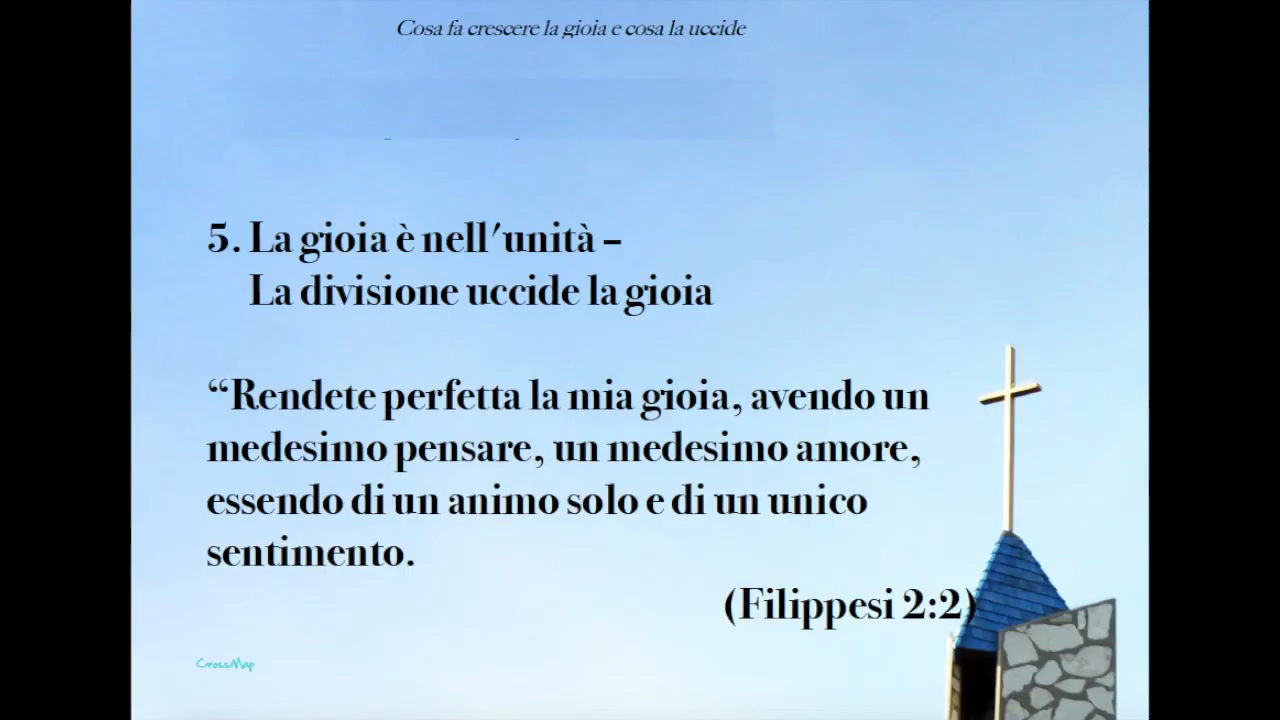 Cosa fa crescere la gioia e cosa la uccide
5. La gioia è nell'unità –
La divisione uccide la gioia
“Rendete perfetta la mia gioia, avendo un
medesimo pensare, un medesimo amore,
essendo di un animo solo e di un unico
sentimento.
(Filippesi 2:2)
CrossMap